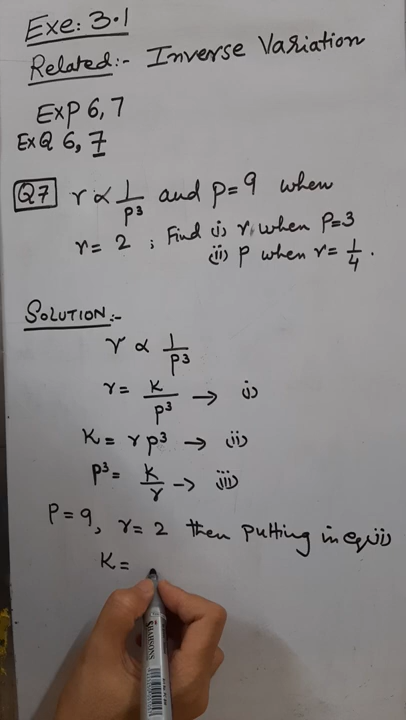 Exe: 3.1
Related:- Inverse Variation
Exp 6, 7
Ex Q 6, 7
Q7 r ∝ 1/p³ and p = 9 when
r = 2 ; Find (i) r when p = 3
(ii) p when r = 1/4.
SOLUTION:-
r ∝ 1/p³
r = K/p³ → (i)
K = r p³ → (ii)
p³ = K/r → (iii)
P = 9, r = 2 then putting in eq (ii)
K =